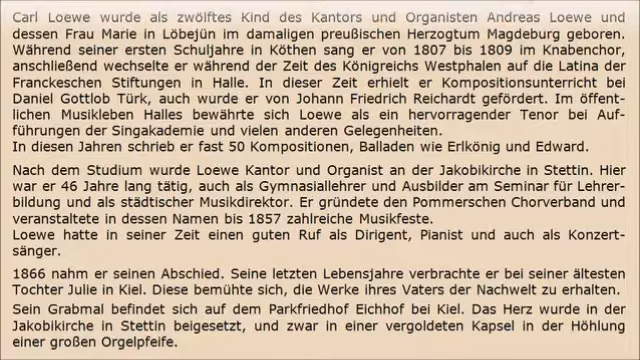 Carl Loewe wurde als zwölftes Kind des Kantors und Organisten Andreas Loewe und
dessen Frau Marie in Löbejün im damaligen preußischen Herzogtum Magdeburg geboren.
Während seiner ersten Schuljahre in Köthen sang er von 1807 bis 1809 im Knabenchor,
anschließend wechselte er während der Zeit des Königreichs Westphalen auf die Latina der
Franckeschen Stiftungen in Halle. In dieser Zeit erhielt er Kompositionsunterricht bei
Daniel Gottlob Türk, auch wurde er von Johann Friedrich Reichardt gefördert. Im öffent-
lichen Musikleben Halles bewährte sich Loewe als ein hervorragender Tenor bei Auf-
führungen der Singakademie und vielen anderen Gelegenheiten.
In diesen Jahren schrieb er fast 50 Kompositionen, Balladen wie Erlkönig und Edward.
Nach dem Studium wurde Loewe Kantor und Organist an der Jakobikirche in Stettin. Hier
war er 46 Jahre lang tätig, auch als Gymnasiallehrer und Ausbilder am Seminar für Lehrer-
bildung und als städtischer Musikdirektor. Er gründete den Pommerschen Chorverband und
veranstaltete in dessen Namen bis 1857 zahlreiche Musikfeste.
Loewe hatte in seiner Zeit einen guten Ruf als Dirigent, Pianist und auch als Konzert-
sänger.
1866 nahm er seinen Abschied. Seine letzten Lebensjahre verbrachte er bei seiner ältesten
Tochter Julie in Kiel. Diese bemühte sich, die Werke ihres Vaters der Nachwelt zu erhalten.
Sein Grabmal befindet sich auf dem Parkfriedhof Eichhof bei Kiel. Das Herz wurde in der
Jakobikirche in Stettin beigesetzt, und zwar in einer vergoldeten Kapsel in der Höhlung
einer großen Orgelpfeife.